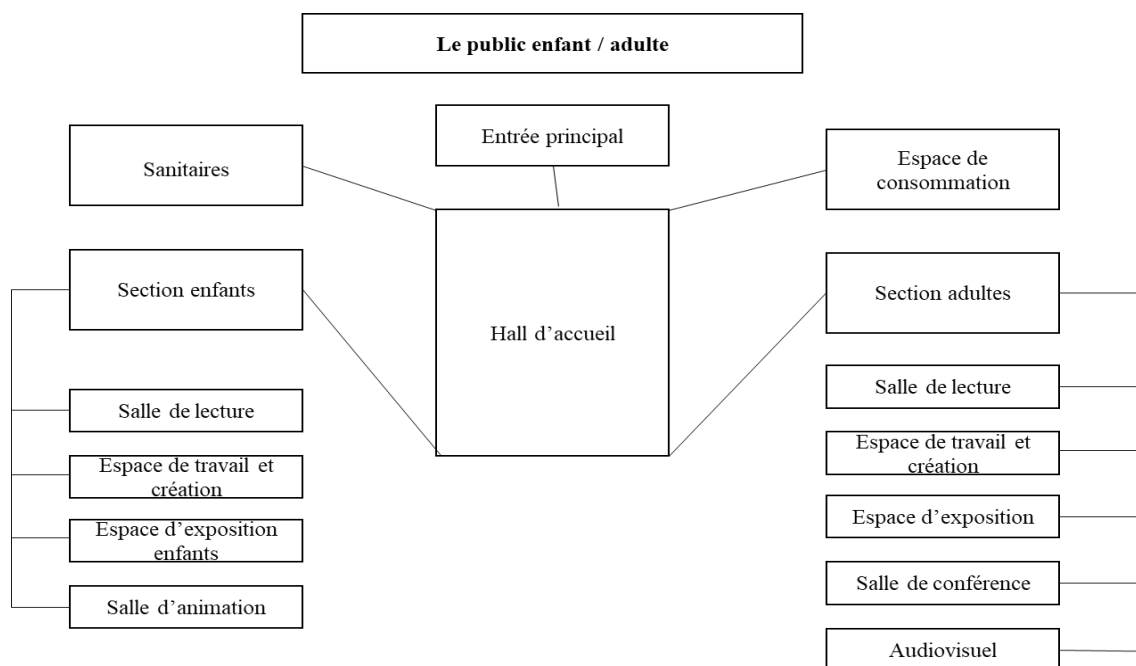 Le public enfant / adulte
Entrée principal
Sanitaires
Espace de
consommation
Section enfants
Hall d’accueil
Section adultes
Salle de lecture
Espace de travail et
création
Espace d’exposition
enfants
Salle d’animation
Salle de lecture
Espace de travail et
création
Espace d’exposition
Salle de conférence
Audiovisuel